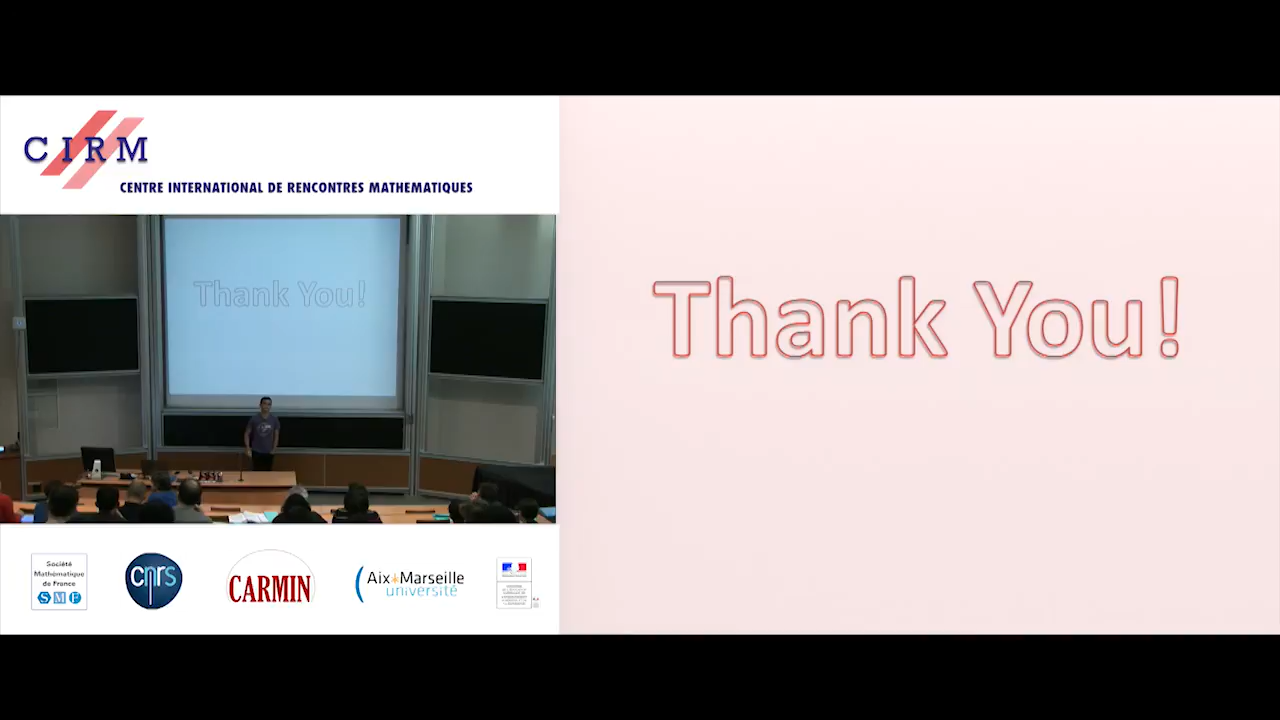 CIRM
CENTRE INTERNATIONAL DE RENCONTRES MATHEMATIQUES
Thank You!
Thank You!
Société
Mathématique
de France
SMF
cnrs
CARMIN
Aix*Marseille
université